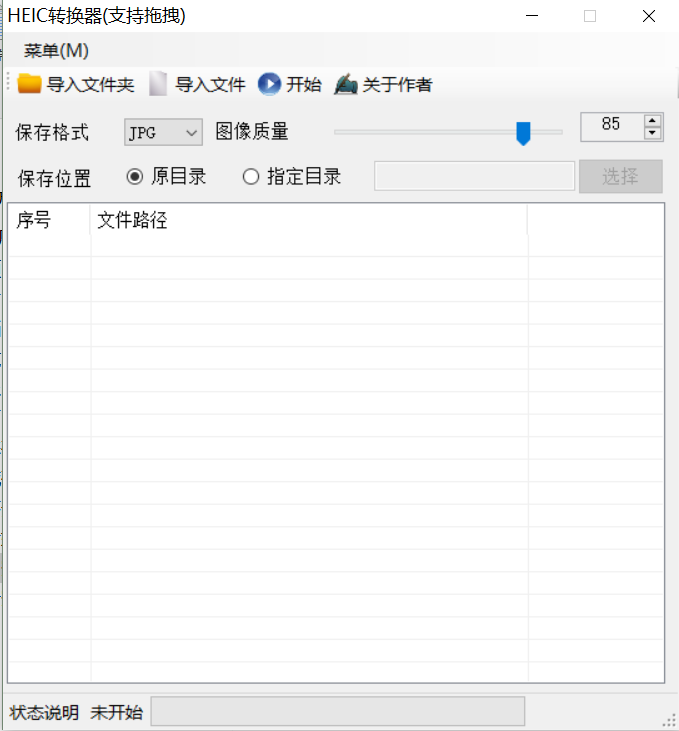 HEIC转换器(支持拖拽)
菜单(M)
导入文件夹 导入文件 开始 关于作者
保存格式 JPG 图像质量 85
保存位置 原目录 指定目录 选择
序号 文件路径
状态说明 未开始